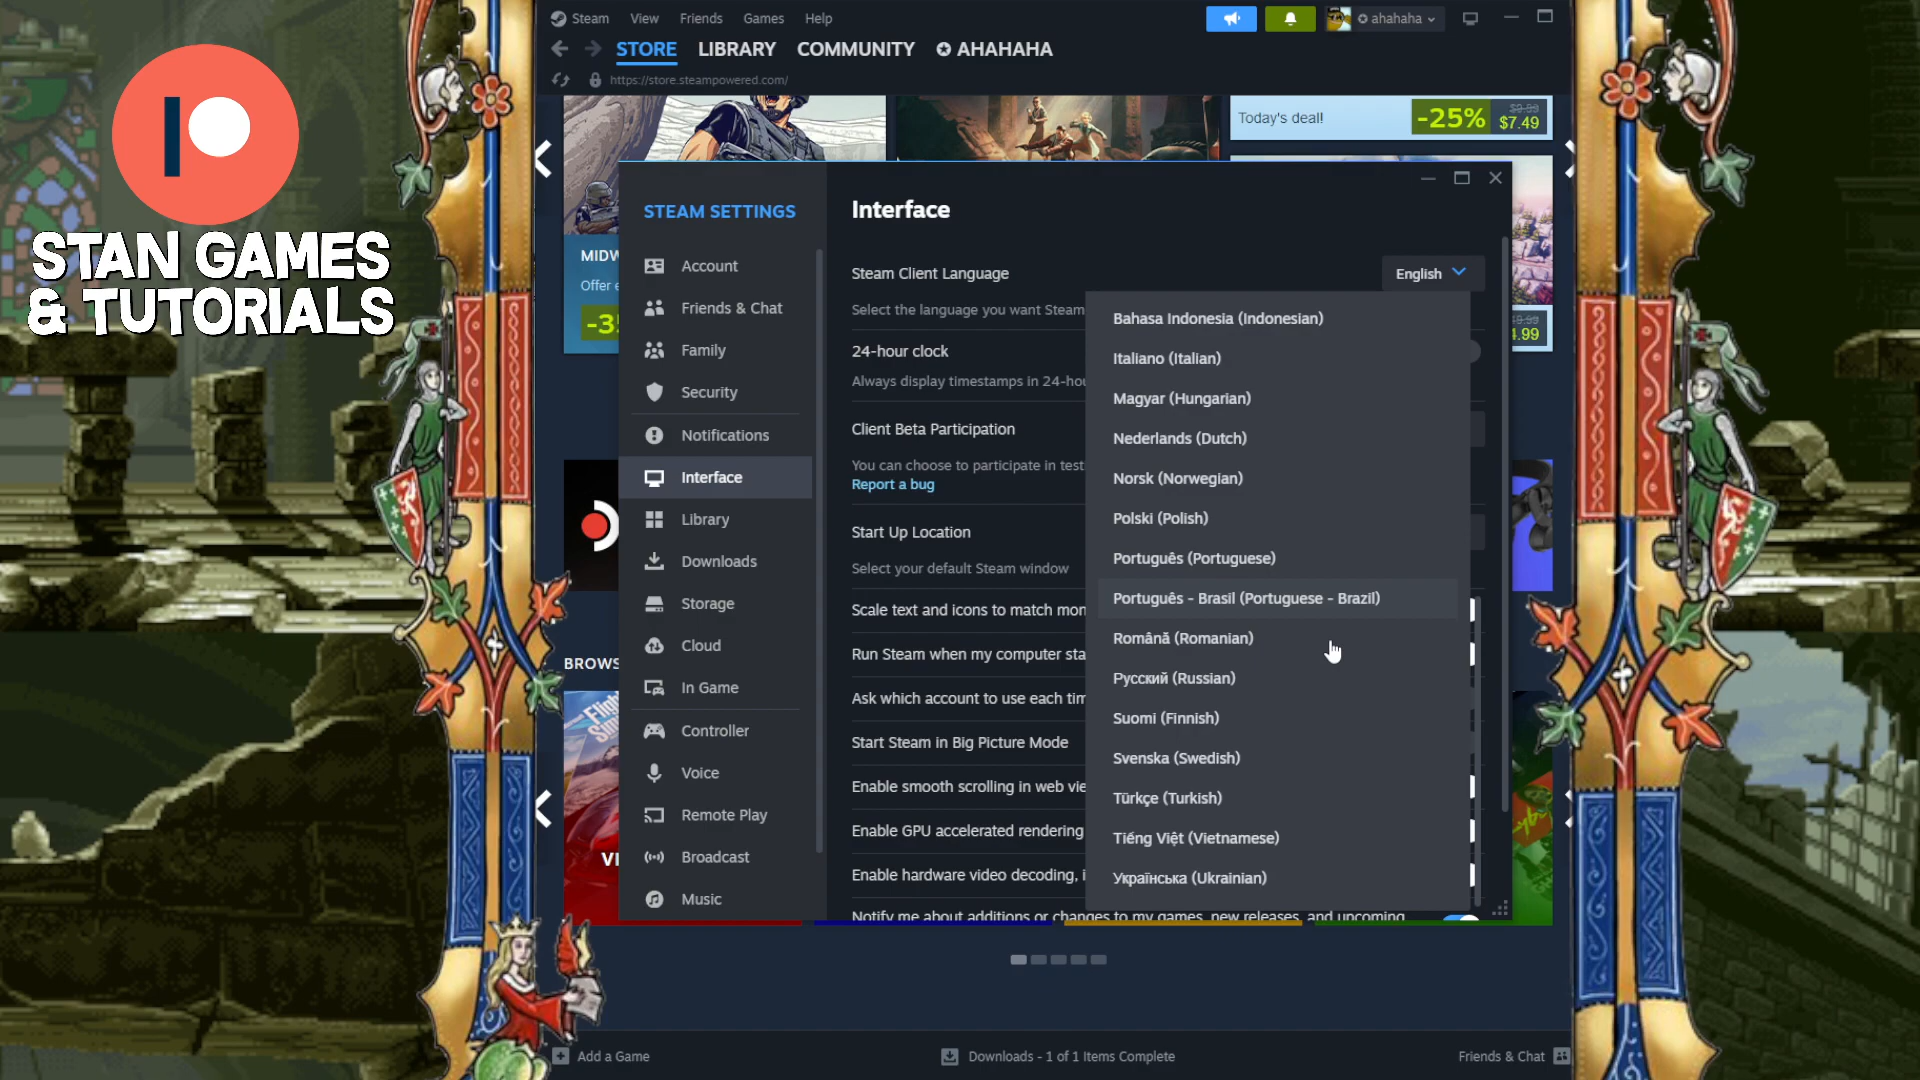 STAN GAMES
& TUTORIALS
Steam View Friends Games Help
ahahaha
STORE LIBRARY COMMUNITY AHAHAHA
https://store.steampowered.com/
Today's deal!
-25%
$9.99
$7.49
MIDW
Offer e
-3
4.99
BROWS
STEAM SETTINGS
Account
Friends & Chat
Family
Security
Notifications
Interface
Library
Downloads
Storage
Cloud
In Game
Controller
Voice
Remote Play
Broadcast
Music
Interface
Steam Client Language
English
Select the language you want Steam
24-hour clock
Always display timestamps in 24-hou
Client Beta Participation
You can choose to participate in test
Report a bug
Start Up Location
Select your default Steam window
Scale text and icons to match mon
Run Steam when my computer sta
Ask which account to use each tim
Start Steam in Big Picture Mode
Enable smooth scrolling in web vie
Enable GPU accelerated rendering
Enable hardware video decoding, i
Notify me about additions or changes to my games, new releases, and upcoming
Bahasa Indonesia (Indonesian)
Italiano (Italian)
Magyar (Hungarian)
Nederlands (Dutch)
Norsk (Norwegian)
Polski (Polish)
Português (Portuguese)
Português - Brasil (Portuguese - Brazil)
Română (Romanian)
Русский (Russian)
Suomi (Finnish)
Svenska (Swedish)
Türkçe (Turkish)
Tiếng Việt (Vietnamese)
Українська (Ukrainian)
Add a Game
Downloads - 1 of 1 Items Complete
Friends & Chat